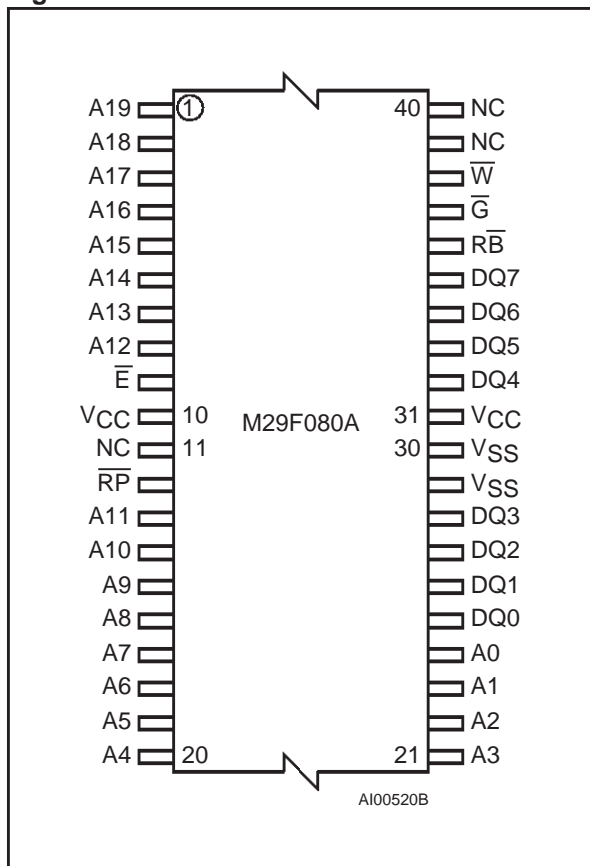 A19 1 40 NC
A18 NC
A17 W̅
A16 G̅
A15 RB̅
A14 DQ7
A13 DQ6
A12 DQ5
E̅ DQ4
VCC 10 M29F080A 31 VCC
NC 11 30 VSS
R̅P̅ VSS
A11 DQ3
A10 DQ2
A9 DQ1
A8 DQ0
A7 A0
A6 A1
A5 A2
A4 20 21 A3
AI00520B